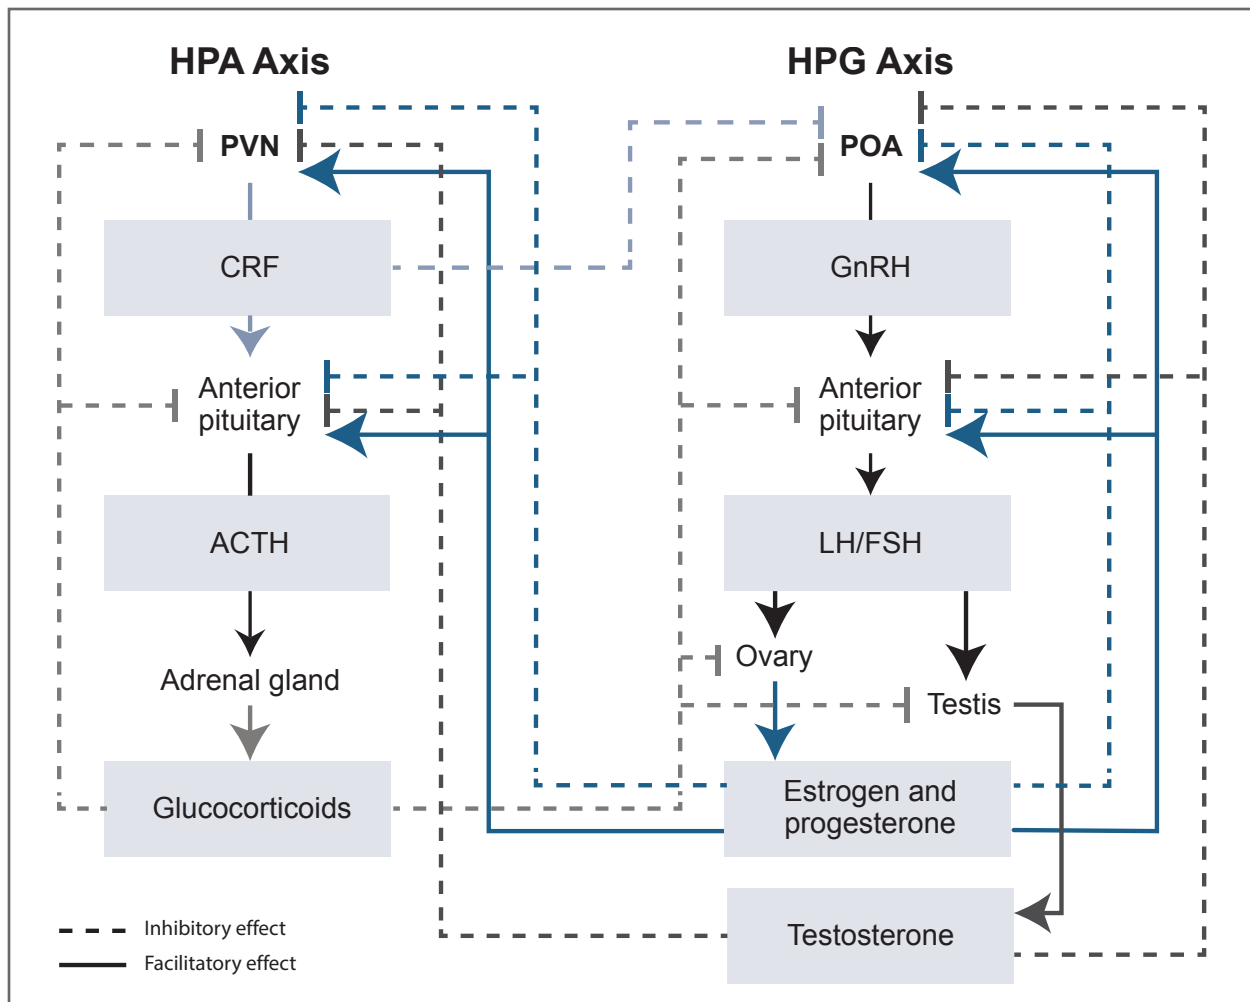 HPA Axis
HPG Axis
PVN
POA
CRF
GnRH
Anterior
pituitary
Anterior
pituitary
ACTH
LH/FSH
Ovary
Adrenal gland
Testis
Glucocorticoids
Estrogen and
progesterone
Inhibitory effect
Testosterone
Facilitatory effect